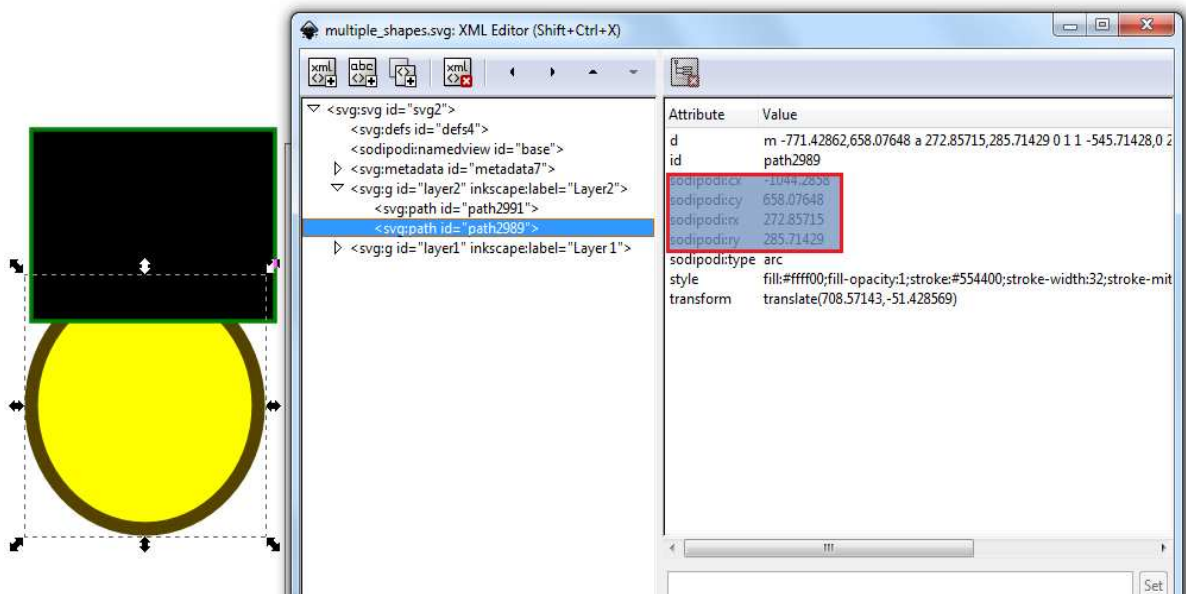 multiple_shapes.svg: XML Editor (Shift+Ctrl+X)
xml abc xml
<svg:svg id="svg2">
<svg:defs id="defs4">
<sodipodi:namedview id="base">
<svg:metadata id="metadata7">
<svg:g id="layer2" inkscape:label="Layer2">
<svg:path id="path2991">
<svg:path id="path2989">
<svg:g id="layer1" inkscape:label="Layer 1">
Attribute Value
d m -771.42862,658.07648 a 272.85715,285.71429 0 1 1 -545.71428,0 2
id path2989
sodipodi:cx -1044.2858
sodipodi:cy 658.07648
sodipodi:rx 272.85715
sodipodi:ry 285.71429
sodipodi:type arc
style fill:#ffff00;fill-opacity:1;stroke:#554400;stroke-width:32;stroke-mit
transform translate(708.57143,-51.428569)
Set